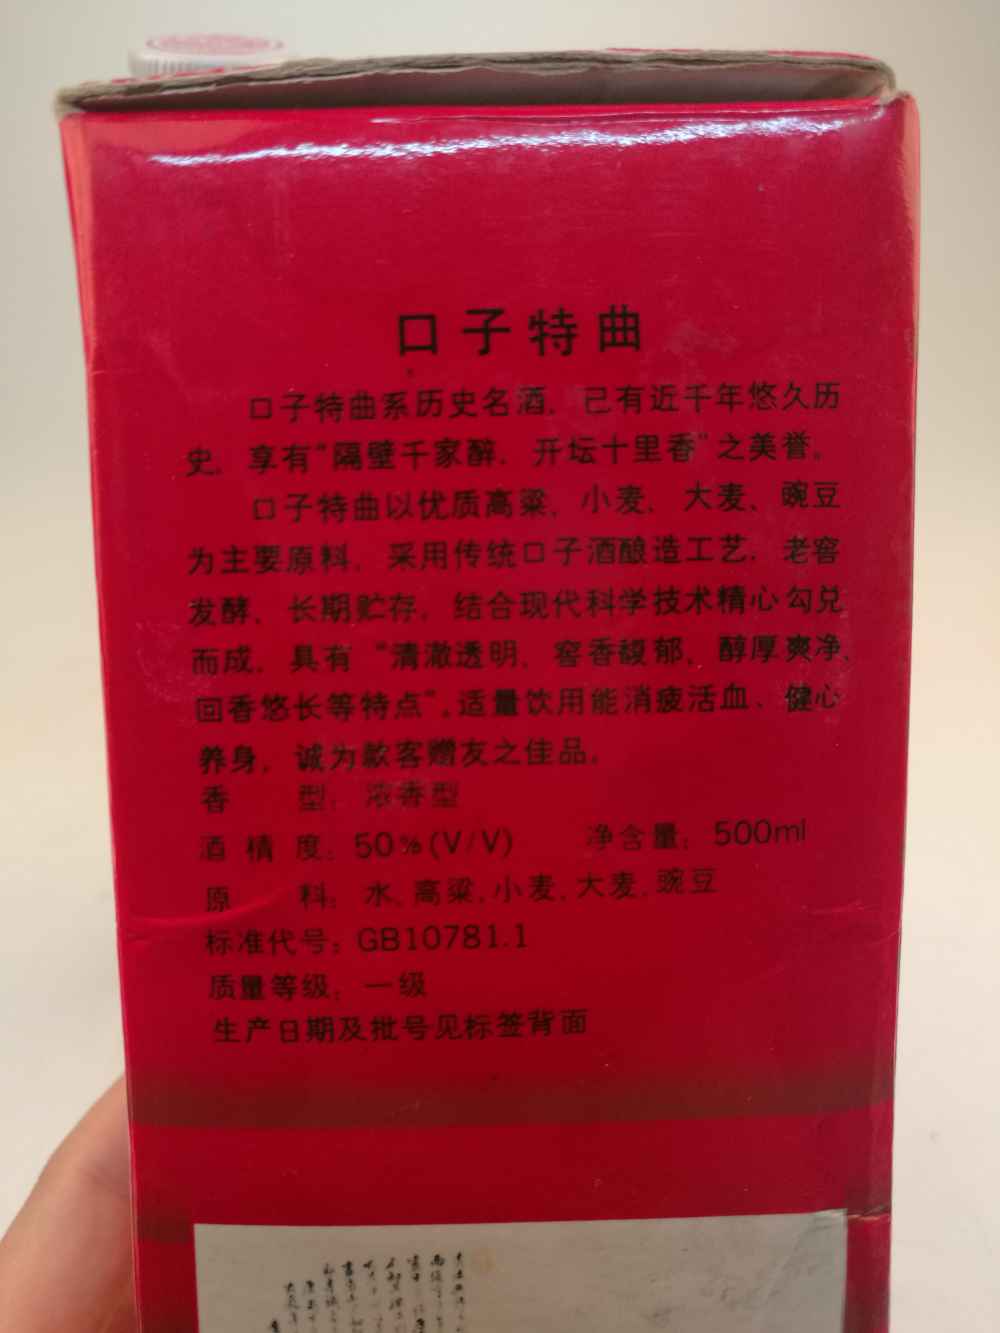 口子特曲
口子特曲系历史名酒，已有近千年悠久历
史，享有“隔壁千家醉，开坛十里香”之美誉。
口子特曲以优质高粱、小麦、大麦、豌豆
为主要原料，采用传统口子酒酿造工艺，老窖
发酵、长期贮存，结合现代科学技术精心勾兑
而成，具有“清澈透明、窖香馥郁，醇厚爽净、
回香悠长等特点”，适量饮用能消疲活血、健心
养身，诚为款客赠友之佳品。
香　　型：浓香型
酒 精 度：50%(V/V)　　净含量：500ml
原　　料：水、高粱、小麦、大麦、豌豆
标准代号：GB10781.1
质量等级：一级
生产日期及批号见标签背面